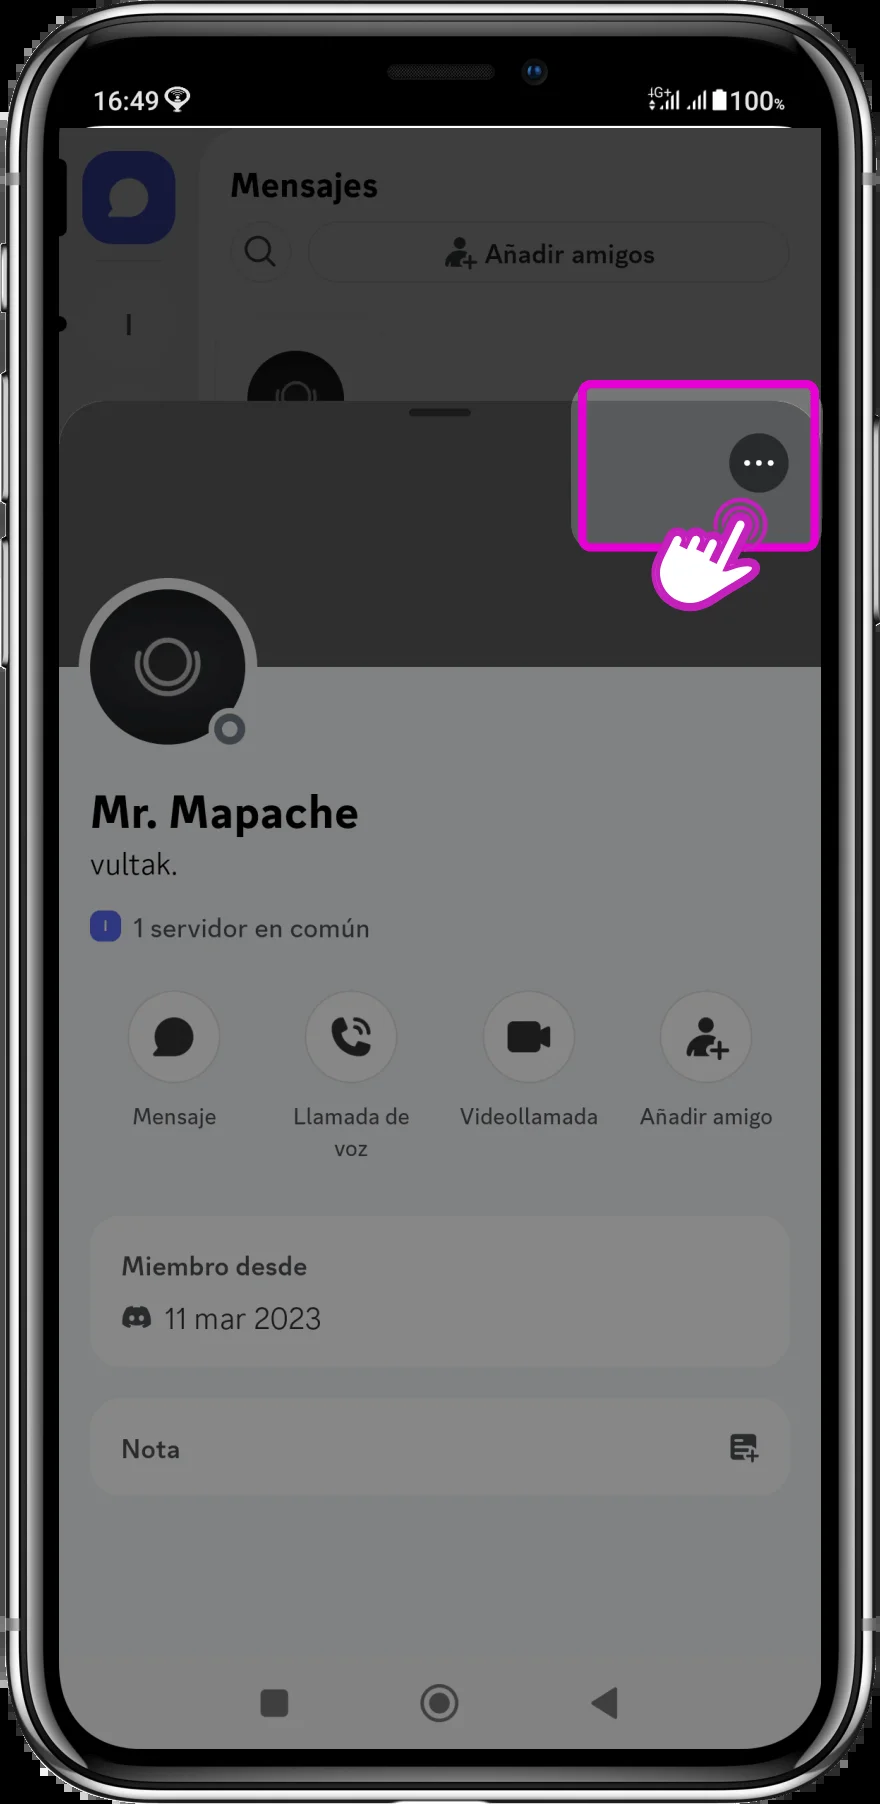 16:49 4G+ 100%
Mensajes
Añadir amigos
I
Mr. Mapache
vultak.
I 1 servidor en común
Mensaje Llamada de voz Videollamada Añadir amigo
Miembro desde
11 mar 2023
Nota